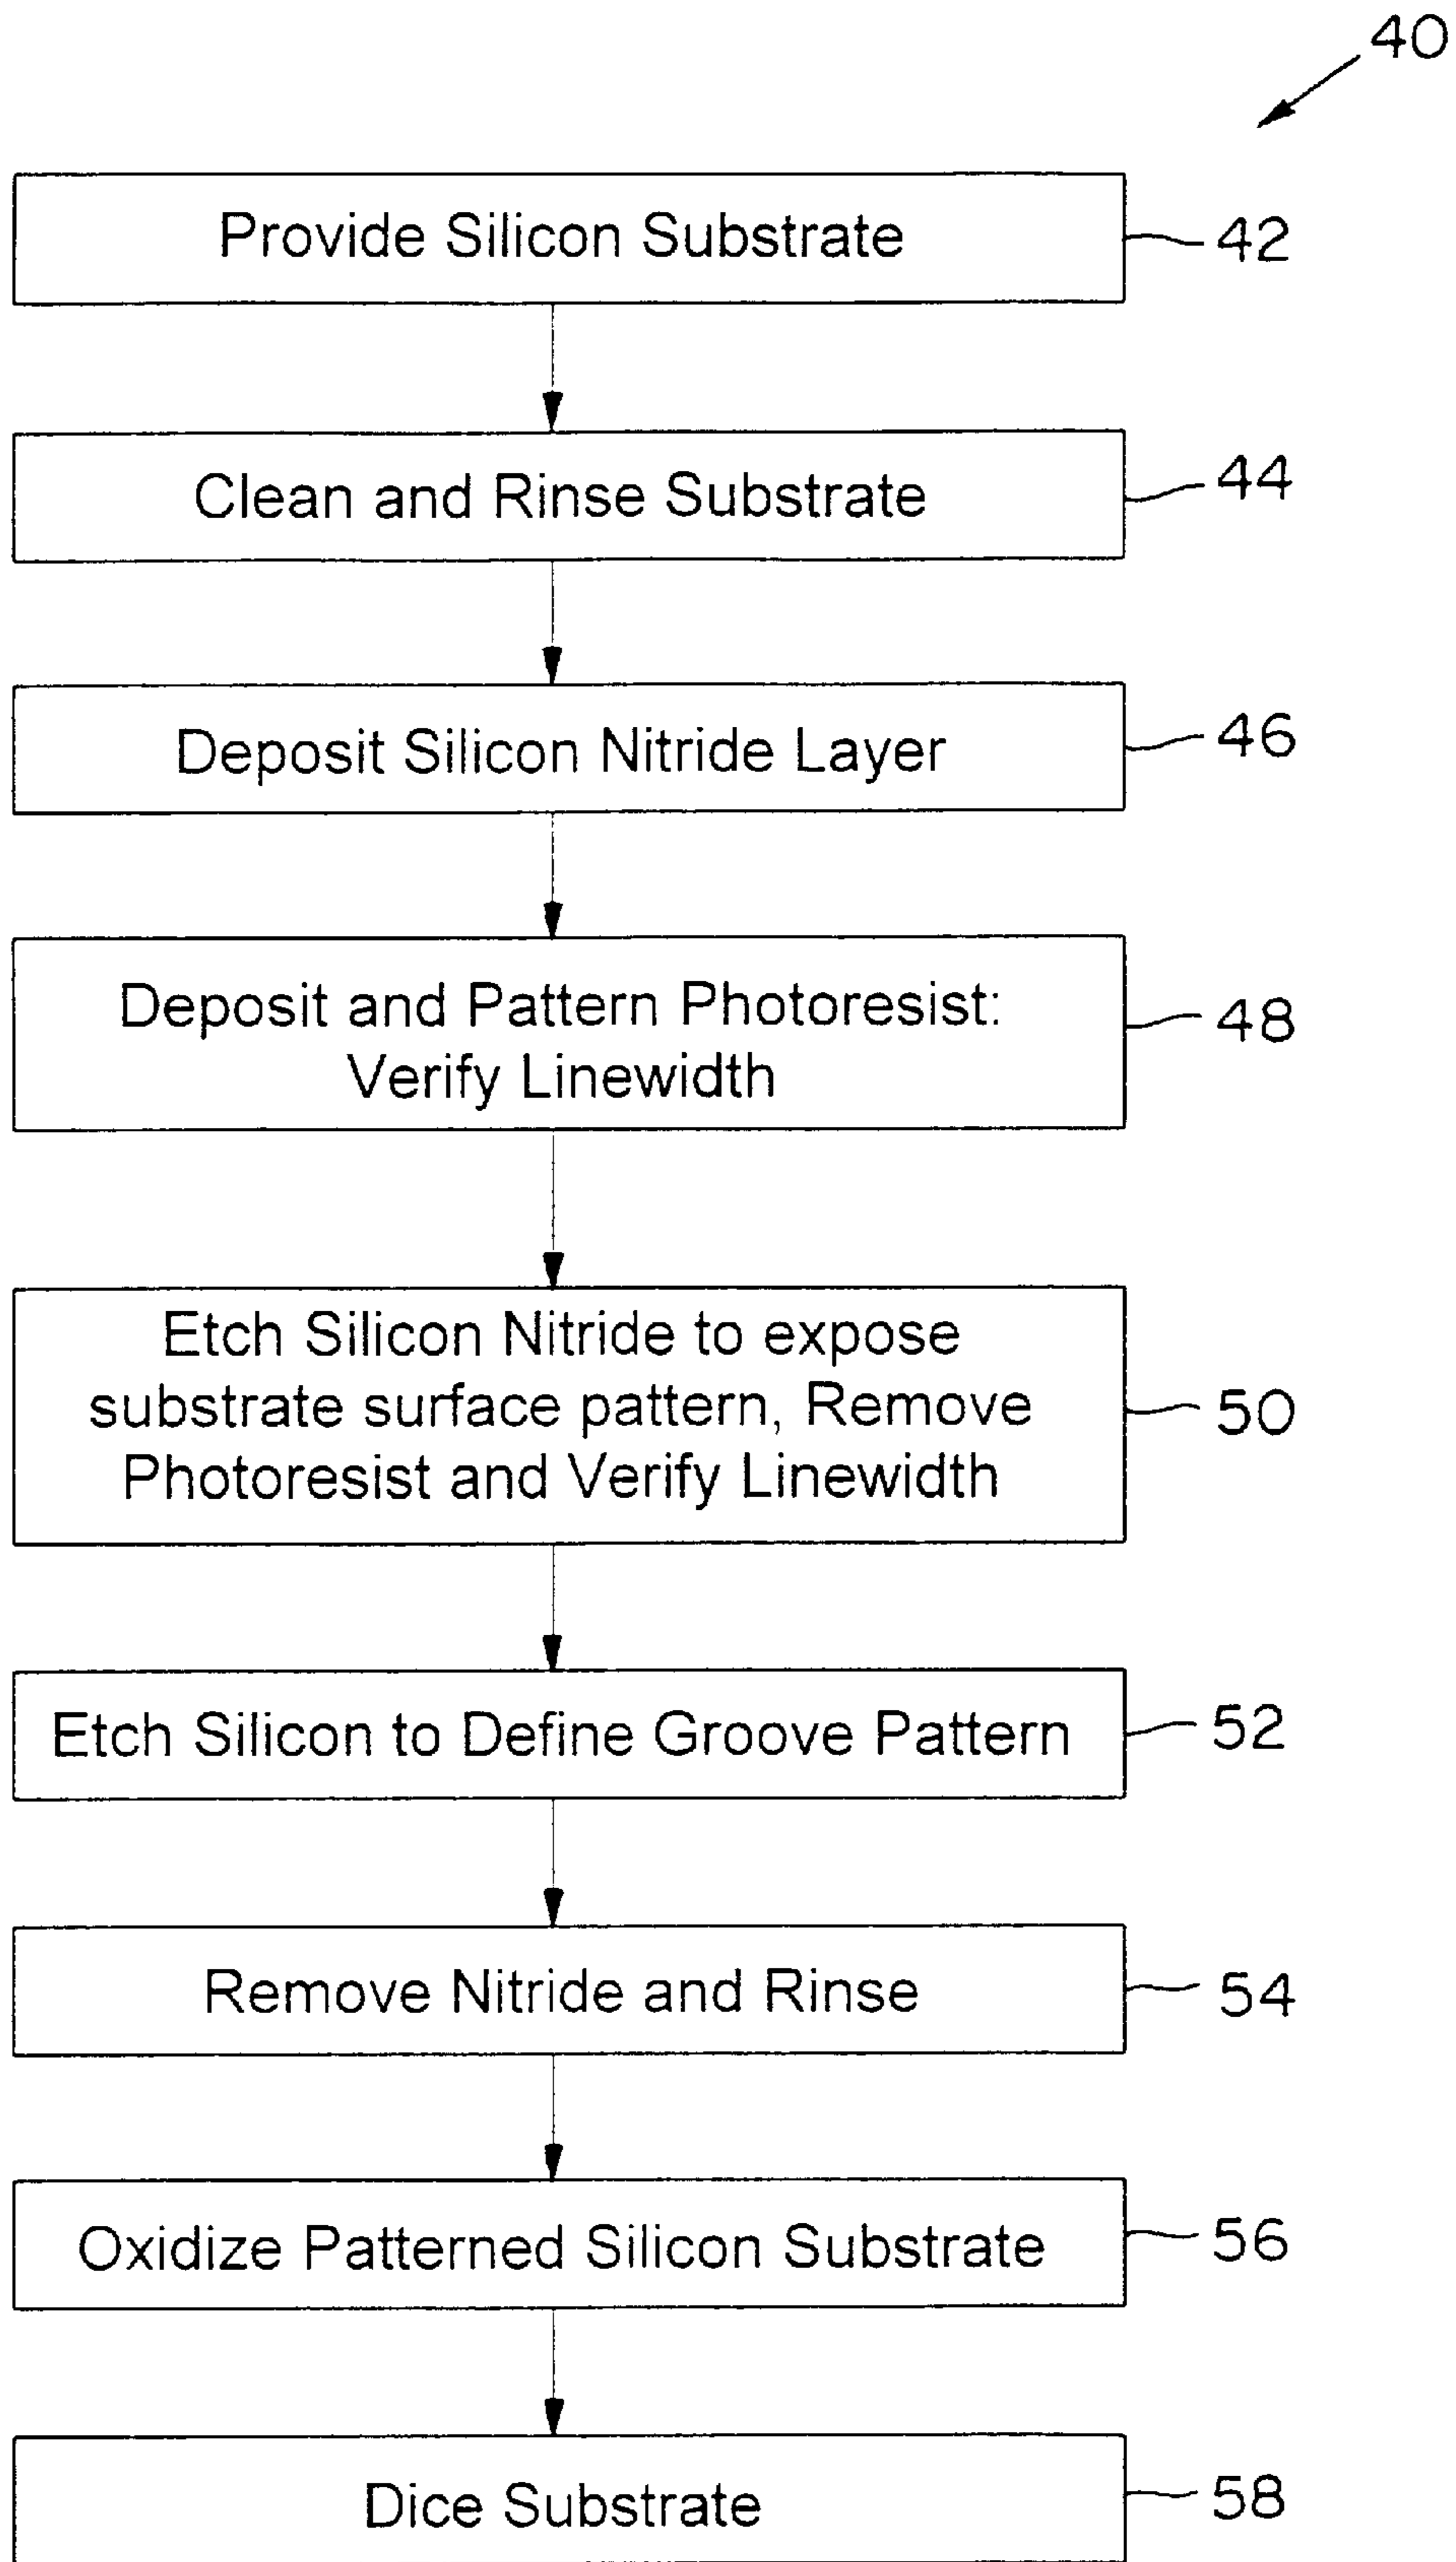 40
Provide Silicon Substrate
42
Clean and Rinse Substrate
44
Deposit Silicon Nitride Layer
46
Deposit and Pattern Photoresist:
Verify Linewidth
48
Etch Silicon Nitride to expose
substrate surface pattern, Remove
Photoresist and Verify Linewidth
50
Etch Silicon to Define Groove Pattern
52
Remove Nitride and Rinse
54
Oxidize Patterned Silicon Substrate
56
Dice Substrate
58